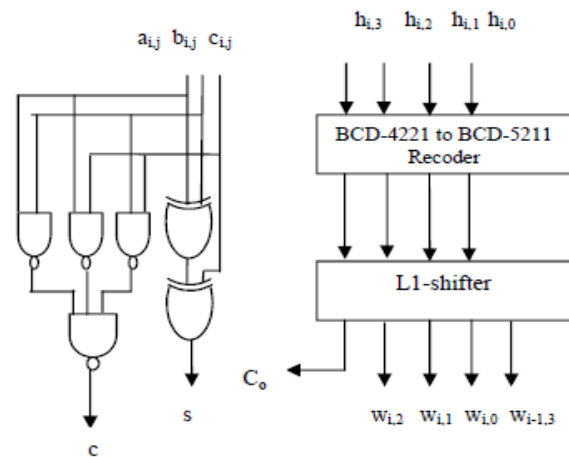 a_{i,j} b_{i,j} c_{i,j}
h_{i,3} h_{i,2} h_{i,1} h_{i,0}
BCD-4221 to BCD-5211
Recoder
L1-shifter
C_o
s
c
w_{i,2} w_{i,1} w_{i,0} w_{i-1,3}